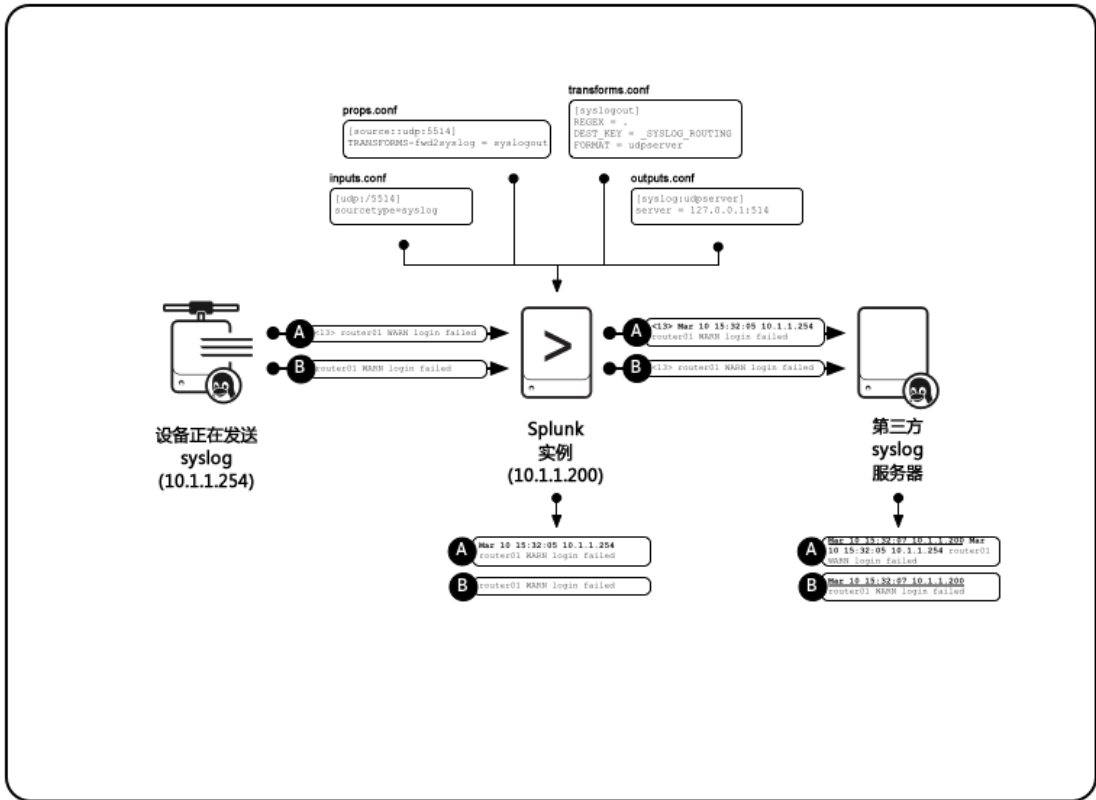 transforms.conf
[syslogout]
REGEX = .
DEST_KEY = _SYSLOG_ROUTING
FORMAT = udpserver
props.conf
[source::udp:5514]
TRANSFORMS-fwd2syslog = syslogout
inputs.conf
[udp:/5514]
sourcetype=syslog
outputs.conf
[syslog:udpserver]
server = 127.0.0.1:514
A
<13> router01 WARN login failed
B
router01 WARN login failed
>
A
<13> Mar 10 15:32:05 10.1.1.254
router01 WARN login failed
B
<13> router01 WARN login failed
设备正在发送
syslog
(10.1.1.254)
Splunk
实例
(10.1.1.200)
第三方
syslog
服务器
A
Mar 10 15:32:05 10.1.1.254
router01 WARN login failed
B
router01 WARN login failed
A
Mar 10 15:32:07 10.1.1.200 Mar
10 15:32:05 10.1.1.254 router01
WARN login failed
B
Mar 10 15:32:07 10.1.1.200
router01 WARN login failed